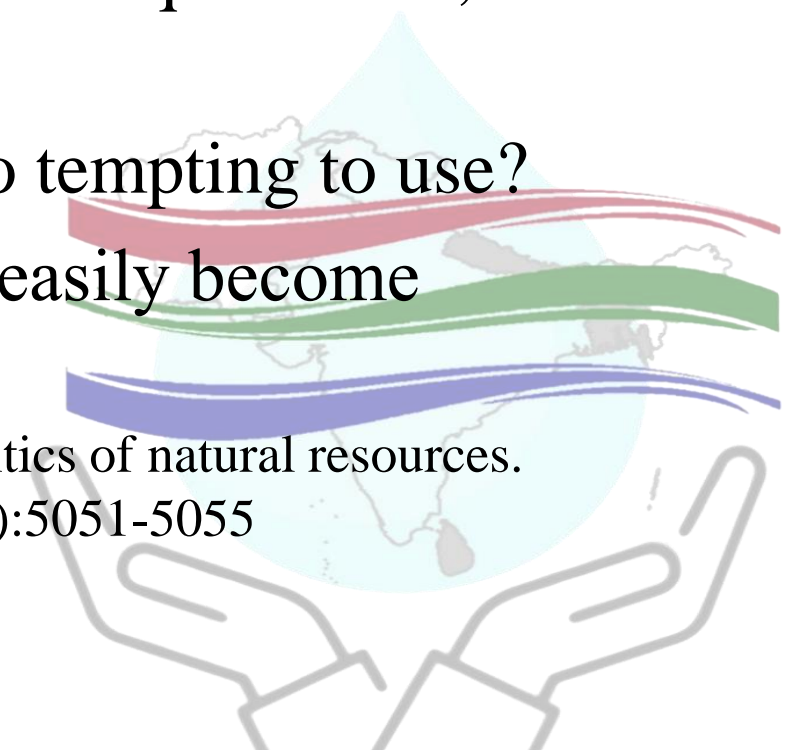 o tempting to use?
easily become
tics of natural resources.
):5051-5055